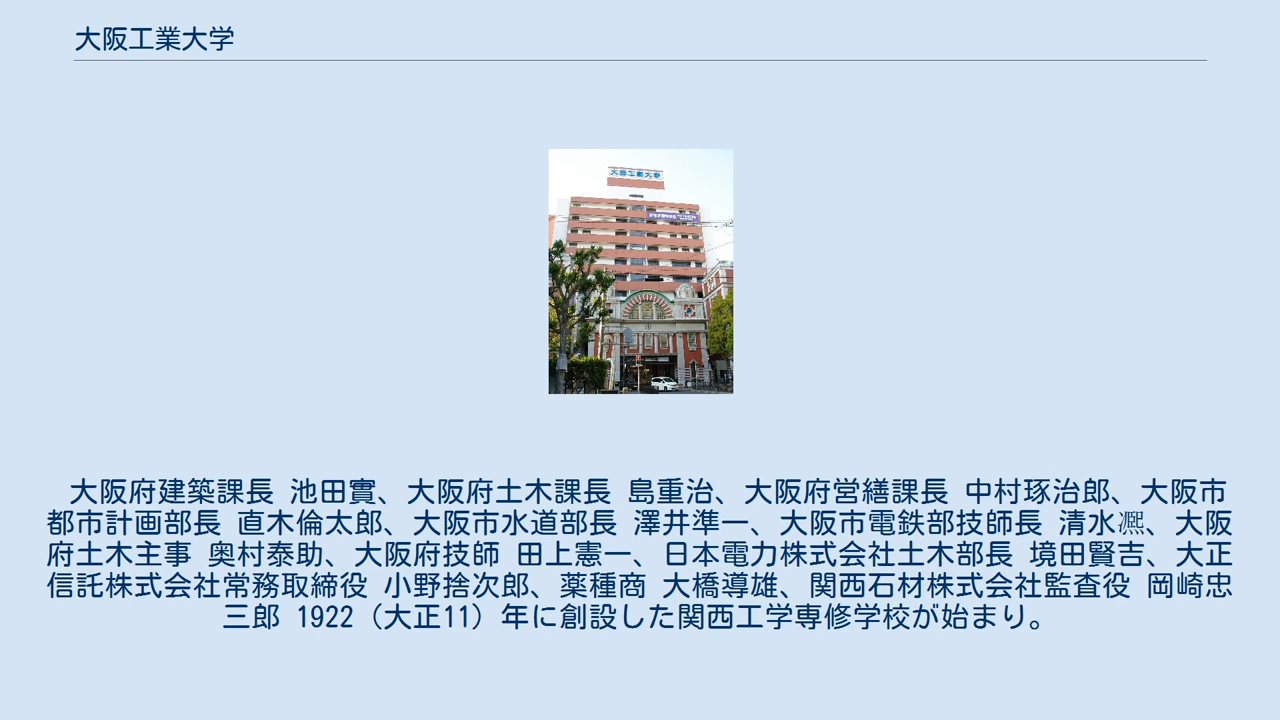 大阪工業大学
大阪工業大学
大阪府建築課長 池田實、大阪府土木課長 島重治、大阪府営繕課長 中村琢治郎、大阪市
都市計画部長 直木倫太郎、大阪市水道部長 澤井準一、大阪市電鉄部技師長 清水凞、大阪
府土木主事 奥村泰助、大阪府技師 田上憲一、日本電力株式会社土木部長 境田賢吉、大正
信託株式会社常務取締役 小野捨次郎、薬種商 大橋導雄、関西石材株式会社監査役 岡崎忠
三郎 1922（大正11）年に創設した関西工学専修学校が始まり。